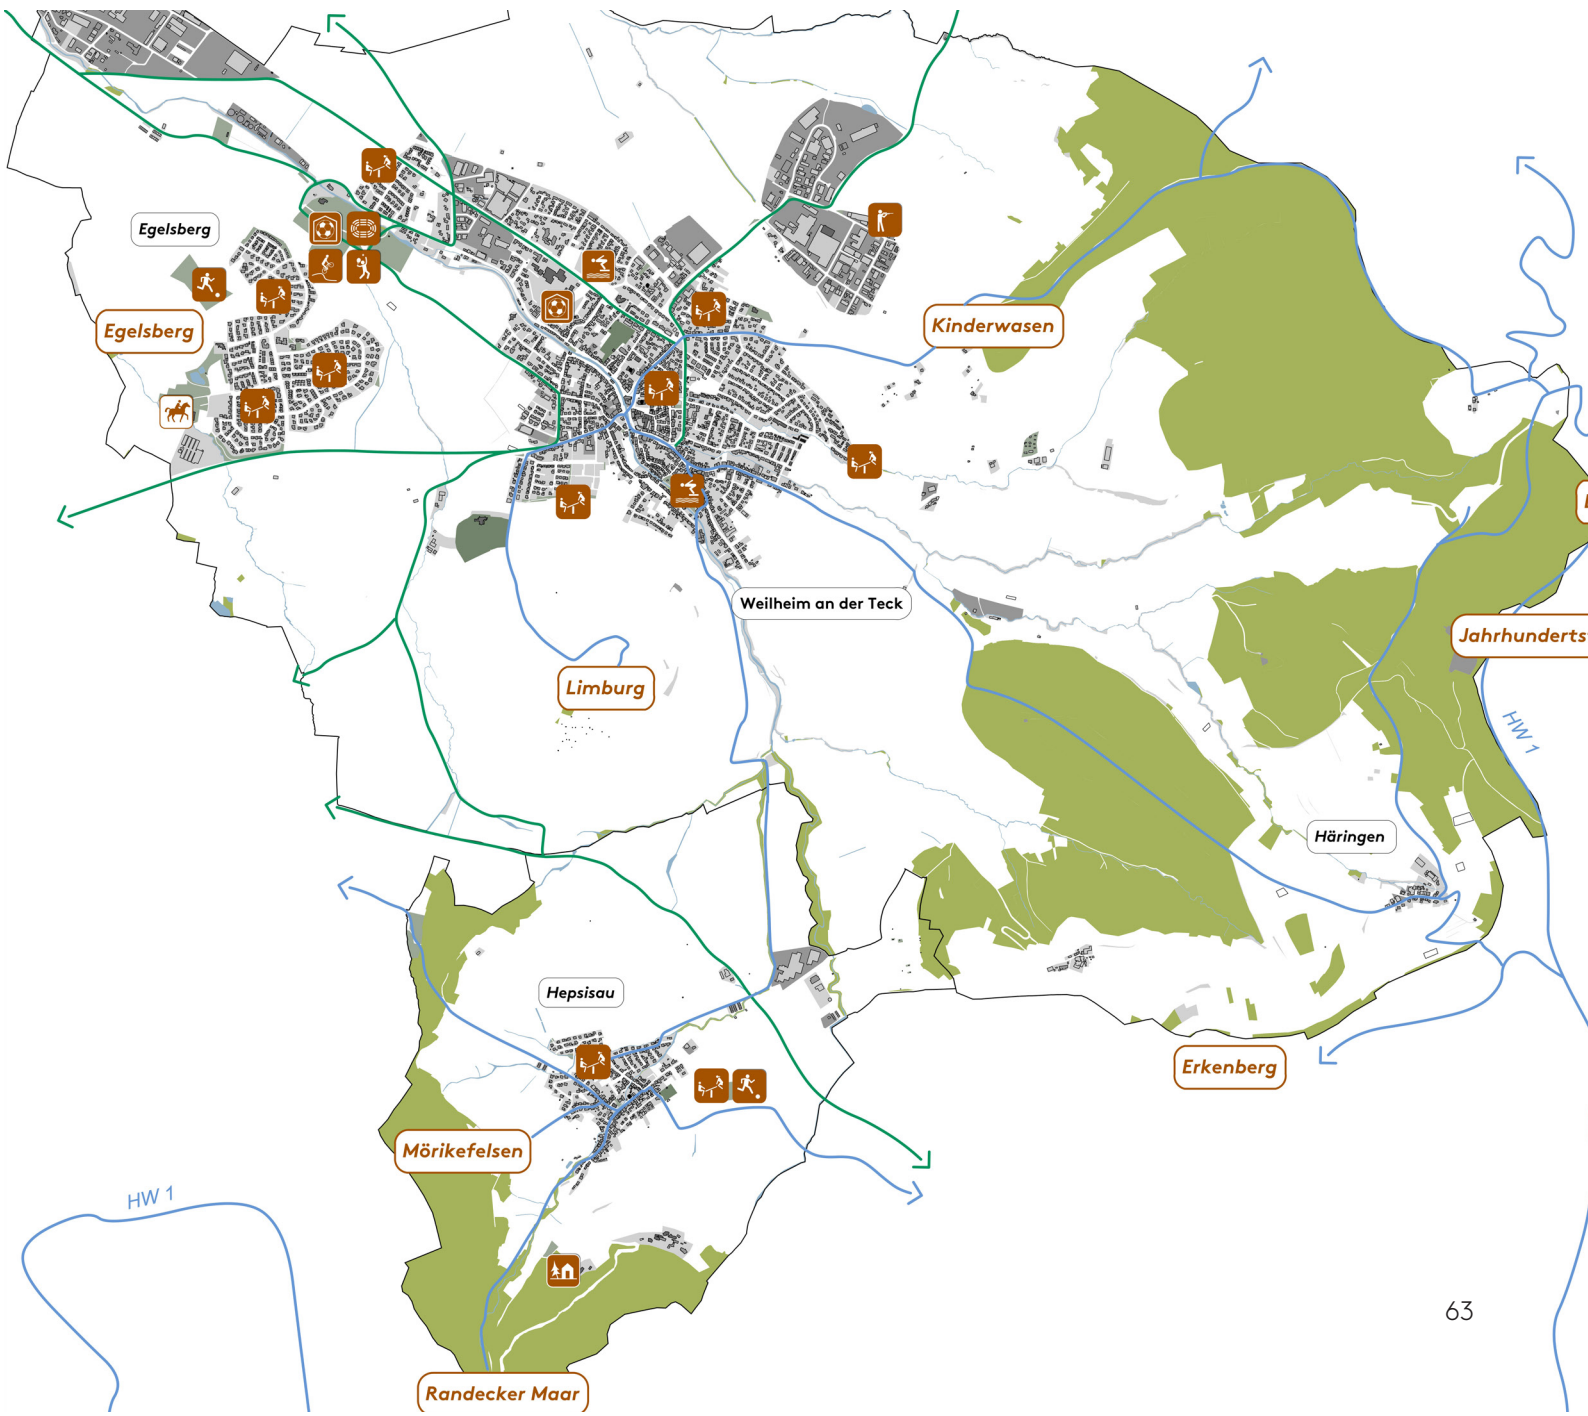 Egelsberg
Egelsberg
Kinderwasen
Weilheim an der Teck
Limburg
HW 1
Häringen
Hepsisau
Erkenberg
Mörikefelsen
HW 1
63
Randecker Maar